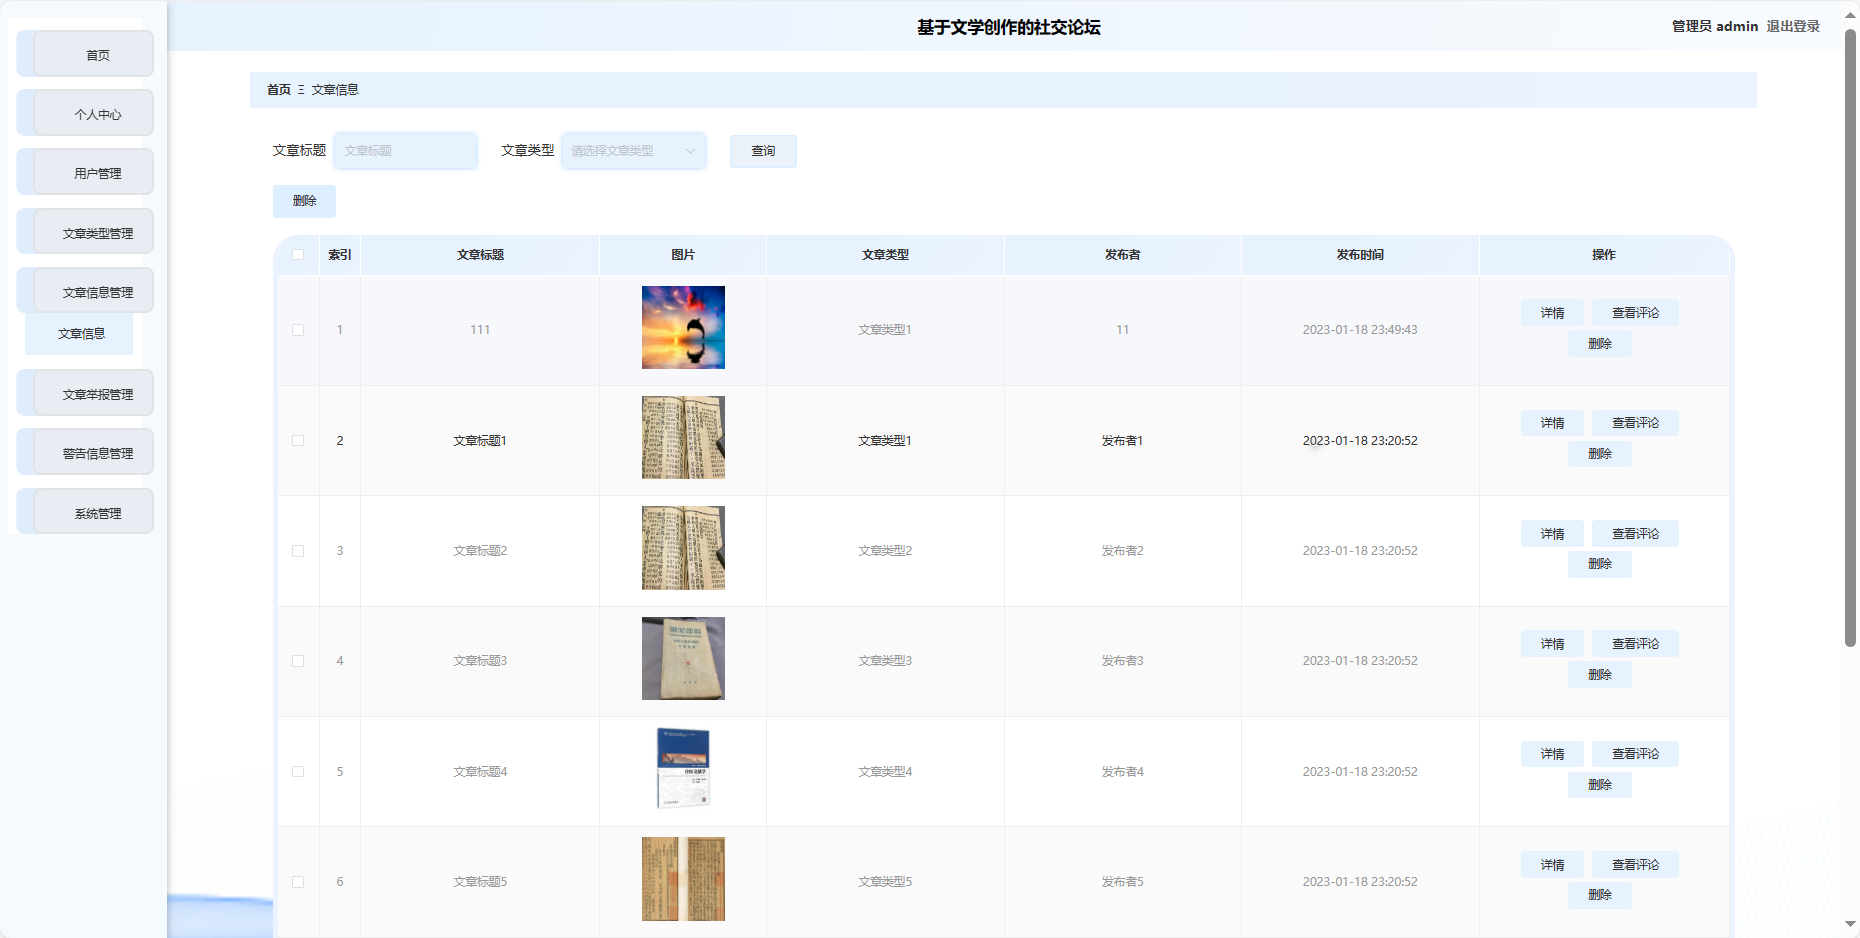 基于文学创作的社交论坛
管理员 admin 退出登录
首页
个人中心
用户管理
文章类型管理
文章信息管理
文章信息
文章举报管理
警告信息管理
系统管理
首页 Ξ 文章信息
文章标题 文章标题 文章类型 请选择文章类型 查询
删除
索引 文章标题 图片 文章类型 发布者 发布时间 操作
1 111 文章类型1 11 2023-01-18 23:49:43 详情 查看评论
删除
2 文章标题1 文章类型1 发布者1 2023-01-18 23:20:52 详情 查看评论
删除
3 文章标题2 文章类型2 发布者2 2023-01-18 23:20:52 详情 查看评论
删除
4 文章标题3 文章类型3 发布者3 2023-01-18 23:20:52 详情 查看评论
删除
5 文章标题4 文章类型4 发布者4 2023-01-18 23:20:52 详情 查看评论
删除
6 文章标题5 文章类型5 发布者5 2023-01-18 23:20:52 详情 查看评论
删除